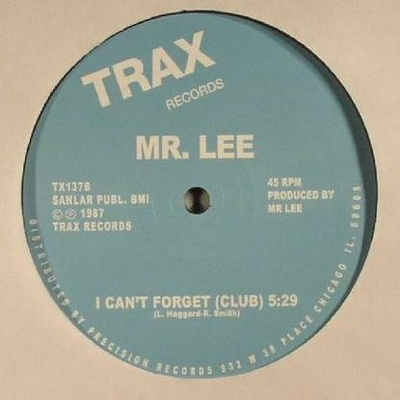 TRAX
RECORDS
MR. LEE
TX137B
SANLAR PUBL. BMI
© ℗ 1987
TRAX RECORDS
45 RPM
PRODUCED BY
MR LEE
I CAN'T FORGET (CLUB) 5:29
(L. Haggard-R. Smith)
DISTRIBUTED BY PRECISION RECORDS 932 W 38 PLACE CHICAGO IL. 60609